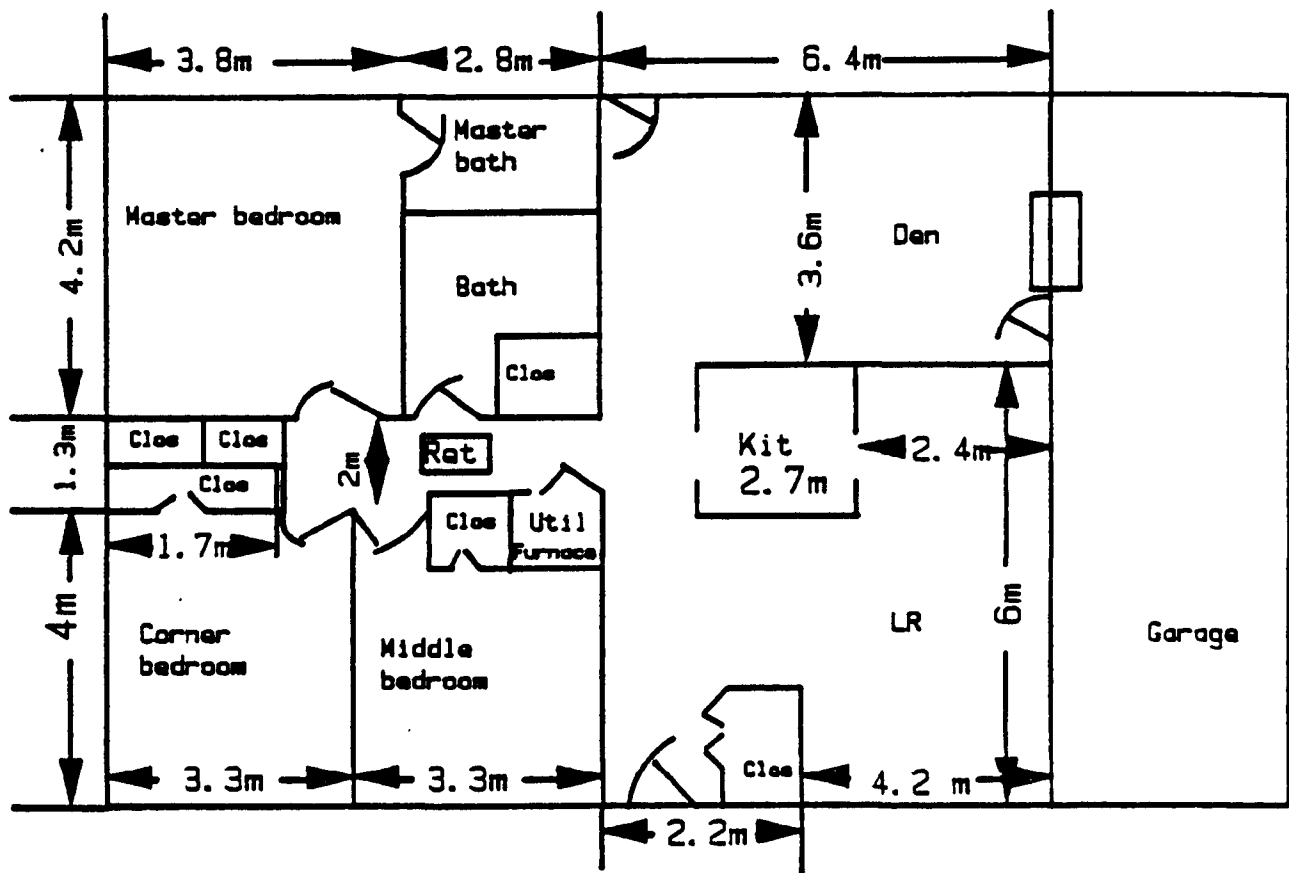 3.8m
2.8m
6.4m
Master
bath
Master bedroom
4.2m
3.6m
Den
Bath
Clos
1.3m
Clos
Clos
2m
Ret
Kit
2.7m
2.4m
Clos
Clos
Util
Furnace
1.7m
4m
Corner
bedroom
Middle
bedroom
LR
6m
Garage
3.3m
3.3m
Clos
4.2 m
2.2m